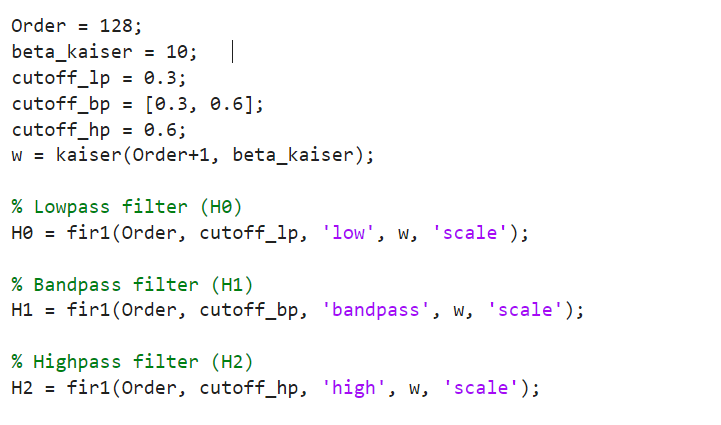 Order = 128;
beta_kaiser = 10;
cutoff_lp = 0.3;
cutoff_bp = [0.3, 0.6];
cutoff_hp = 0.6;
w = kaiser(Order+1, beta_kaiser);
% Lowpass filter (H0)
H0 = fir1(Order, cutoff_lp, 'low', w, 'scale');
% Bandpass filter (H1)
H1 = fir1(Order, cutoff_bp, 'bandpass', w, 'scale');
% Highpass filter (H2)
H2 = fir1(Order, cutoff_hp, 'high', w, 'scale');